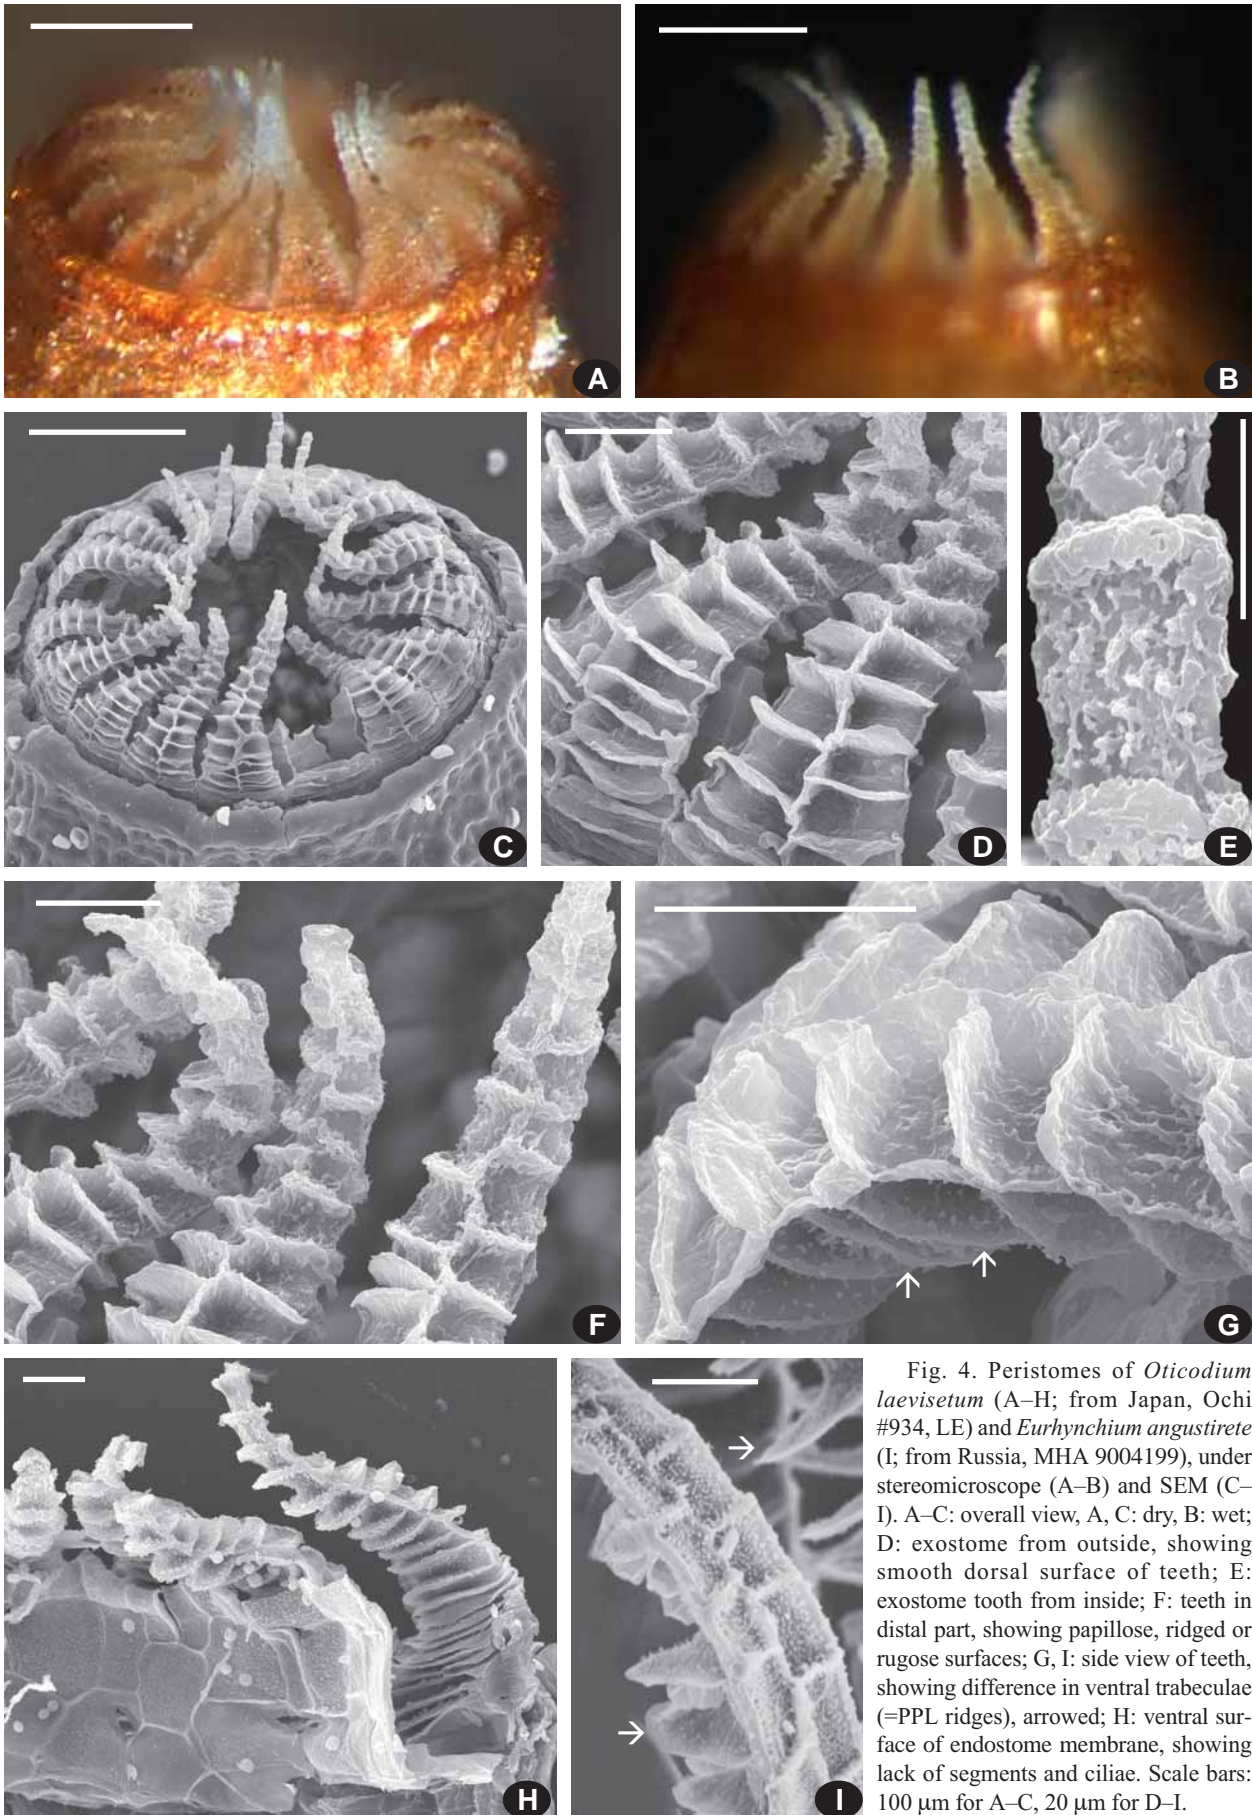 A
B
C
D
E
F
G
H
I
Fig. 4. Peristomes of Oticodium
laevisetum (A–H; from Japan, Ochi
#934, LE) and Eurhynchium angustirete
(I; from Russia, MHA 9004199), under
stereomicroscope (A–B) and SEM (C–
I). A–C: overall view, A, C: dry, B: wet;
D: exostome from outside, showing
smooth dorsal surface of teeth; E:
exostome tooth from inside; F: teeth in
distal part, showing papillose, ridged or
rugose surfaces; G, I: side view of teeth,
showing difference in ventral trabeculae
(=PPL ridges), arrowed; H: ventral sur-
face of endostome membrane, showing
lack of segments and ciliae. Scale bars:
100 μm for A–C, 20 μm for D–I.